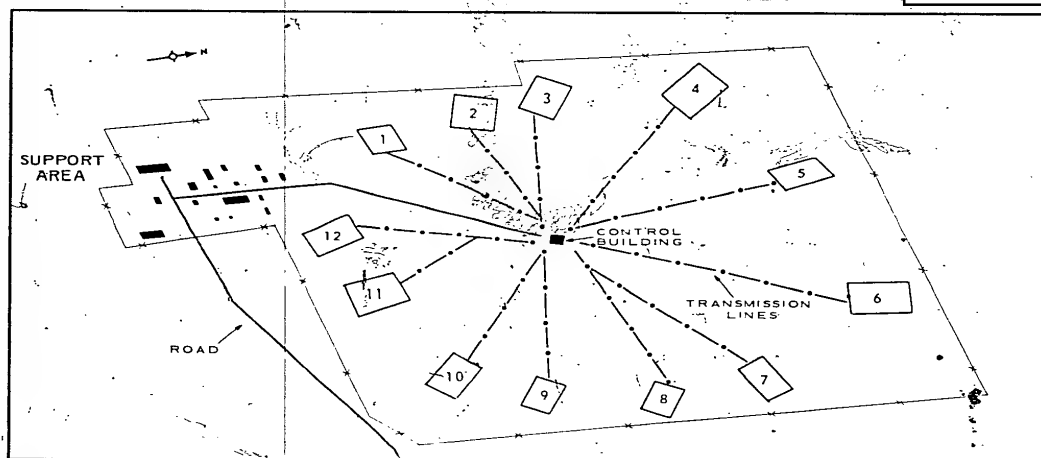 N
3
4
2
1
5
SUPPORT
AREA
CONTROL
BUILDING
12
11
TRANSMISSION
LINES
6
ROAD
10
9
8
7